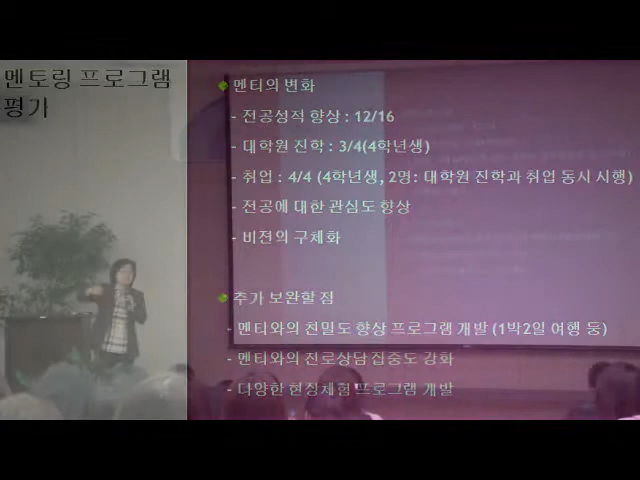 멘토링 프로그램
평가
멘티의 변화
- 전공성적 향상 : 12/16
- 대학원 진학 : 3/4(4학년생)
- 취업 : 4/4 (4학년생, 2명: 대학원 진학과 취업 동시 시행)
- 전공에 대한 관심도 향상
- 비젼의 구체화
추가 보완할 점
- 멘티와의 친밀도 향상 프로그램 개발 (1박2일 여행 등)
- 멘티와의 진로상담 집중도 강화
- 다양한 현장체험 프로그램 개발